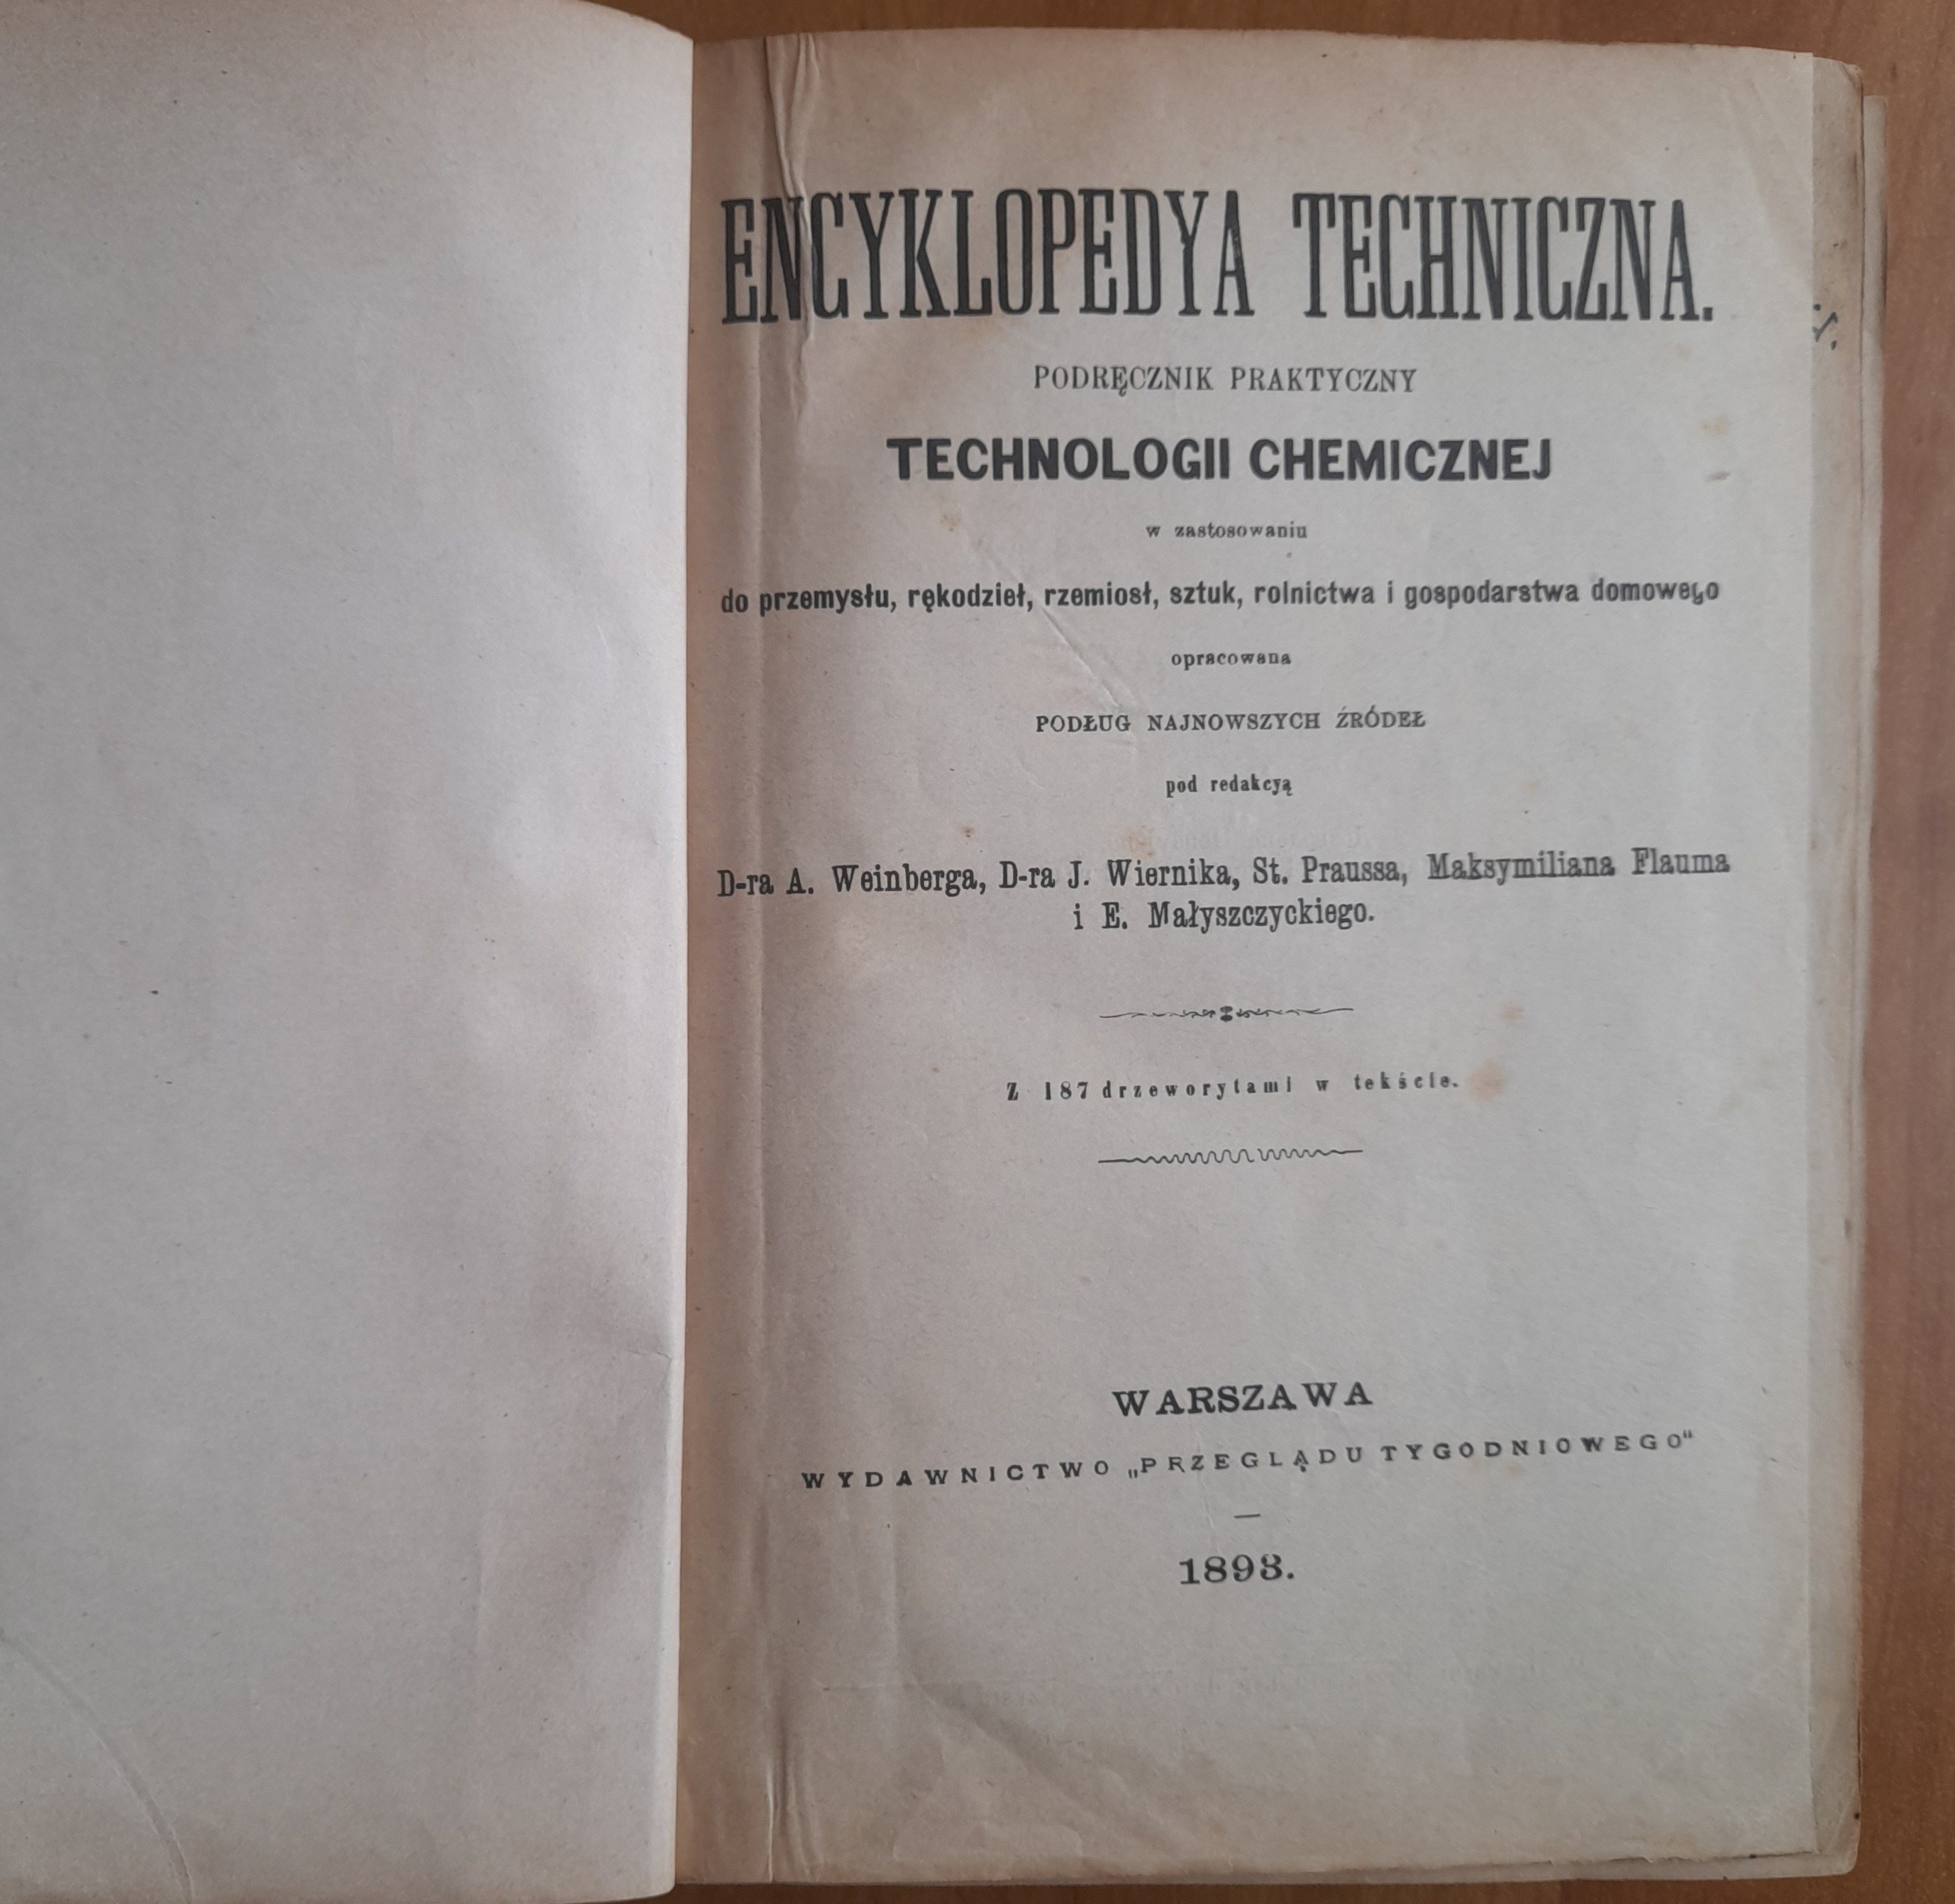 ENCYKLOPEDYA TECHNICZNA.
PODRĘCZNIK PRAKTYCZNY
TECHNOLOGII CHEMICZNEJ
w zastosowaniu
do przemysłu, rękodzieł, rzemiosł, sztuk, rolnictwa i gospodarstwa domowego
opracowana
PODŁUG NAJNOWSZYCH ŹRÓDEŁ
pod redakcyą
D-ra A. Weinberga, D-ra J. Wiernika, St. Praussa, Maksymiliana Flauma
i E. Małyszczyckiego.
Z 187 drzeworytami w tekście.
WARSZAWA
WYDAWNICTWO „PRZEGLĄDU TYGODNIOWEGO“
—
1893.